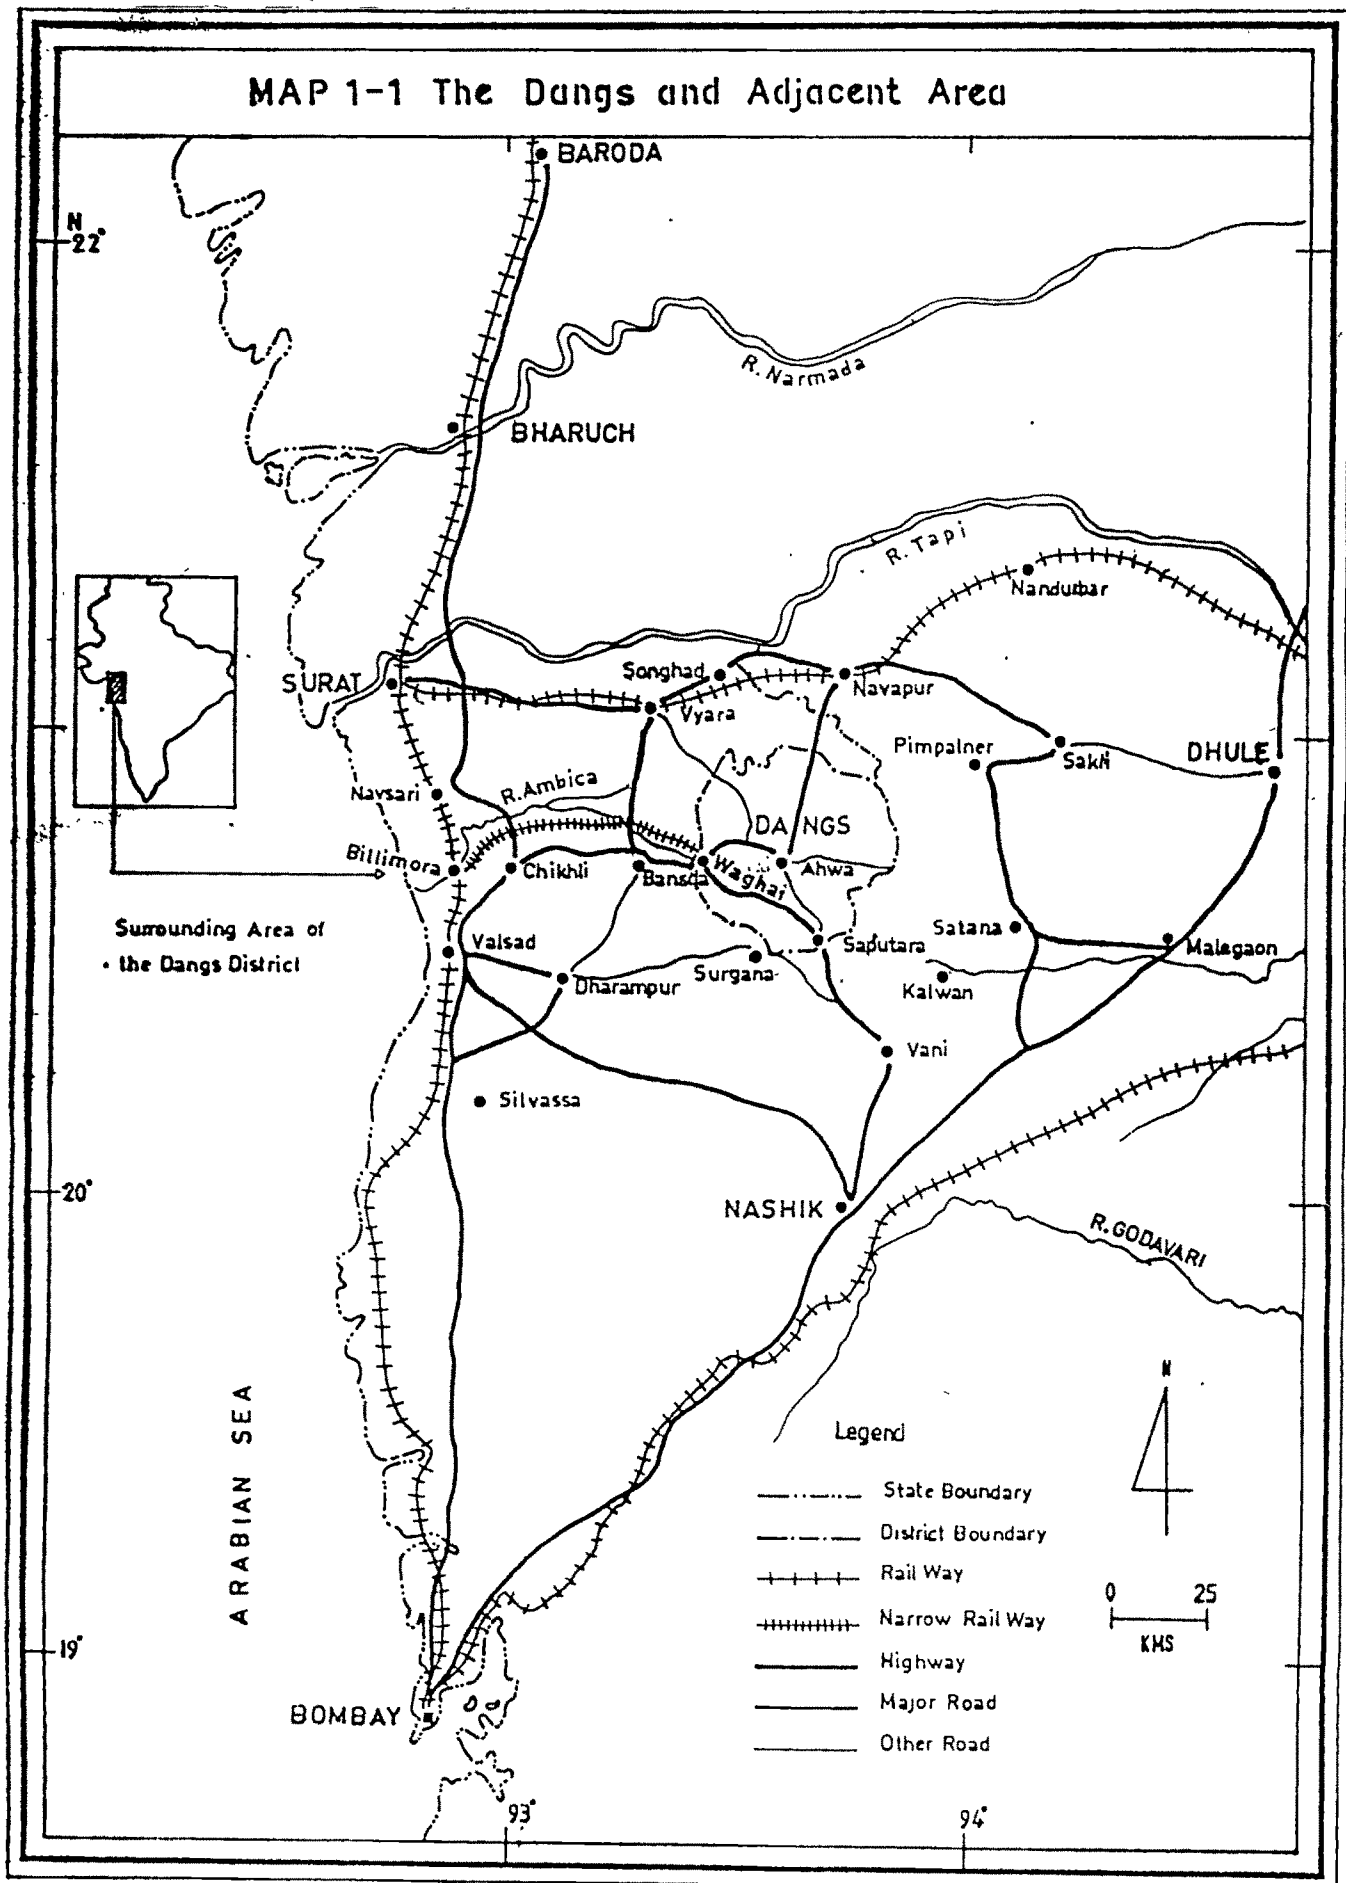 MAP 1-1 The Dangs and Adjacent Area
BARODA
N
22°
R. Narmada
BHARUCH
R. Tapi
Nandurbar
SURAT
Songhad
Navapur
Vyara
Pimpalner
Sakri
DHULE
Navsari
R. Ambica
DANGS
Billimora
Chikhli
Bansda
Waghai
Ahwa
Surrounding Area of
the Dangs District
Valsad
Saputara
Satana
Malegaon
Surgana
Dharampur
Kalwan
Vani
Silvassa
20°
NASHIK
R. GODAVARI
ARABIAN SEA
N
Legend
State Boundary
District Boundary
Rail Way
Narrow Rail Way
Highway
Major Road
Other Road
0 25
KMS
19°
BOMBAY
93°
94°